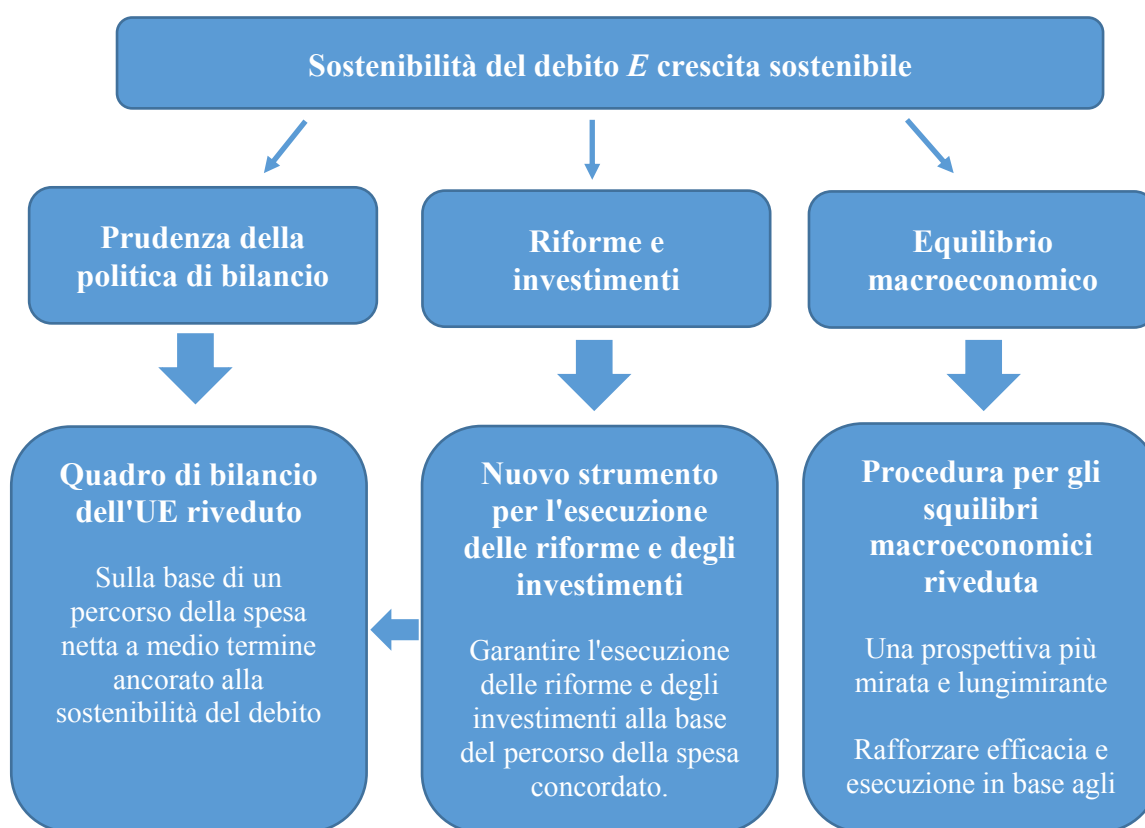 Sostenibilità del debito E crescita sostenibile
Prudenza della
politica di bilancio
Riforme e
investimenti
Equilibrio
macroeconomico
Quadro di bilancio
dell'UE riveduto
Sulla base di un
percorso della spesa
netta a medio termine
ancorato alla
sostenibilità del debito
Nuovo strumento
per l'esecuzione
delle riforme e degli
investimenti
Garantire l'esecuzione
delle riforme e degli
investimenti alla base
del percorso della spesa
concordato.
Procedura per gli
squilibri
macroeconomici
riveduta
Una prospettiva più
mirata e lungimirante
Rafforzare efficacia e
esecuzione in base agli